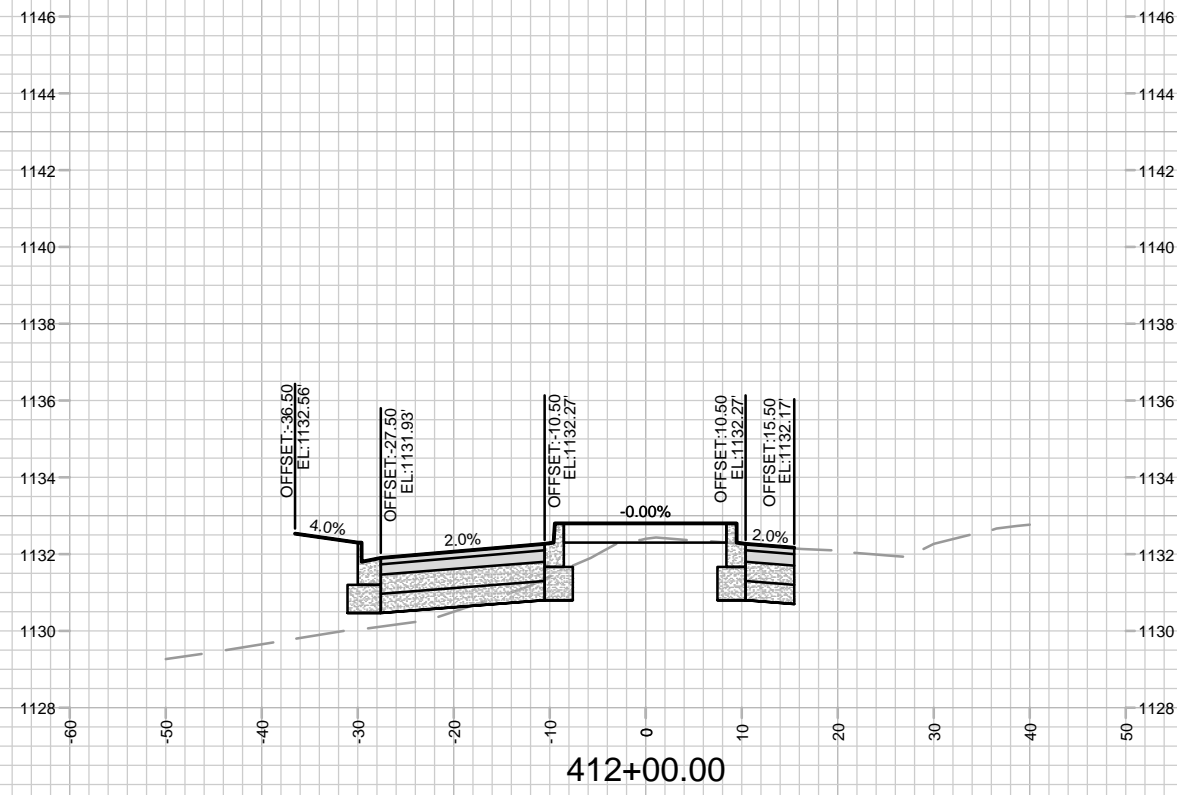 1146 1146
1144 1144
1142 1142
1140 1140
1138 1138
1136 1136
OFFSET:-36.50
EL:1132.56'
OFFSET:-27.50
EL:1131.93'
OFFSET:-10.50
EL:1132.27'
OFFSET:10.50
EL:1132.27'
OFFSET:15.50
EL:1132.17'
1134 1134
4.0%
2.0%
-0.00%
2.0%
1132 1132
1130 1130
1128 1128
-60 -50 -40 -30 -20 -10 0 10 20 30 40 50
412+00.00